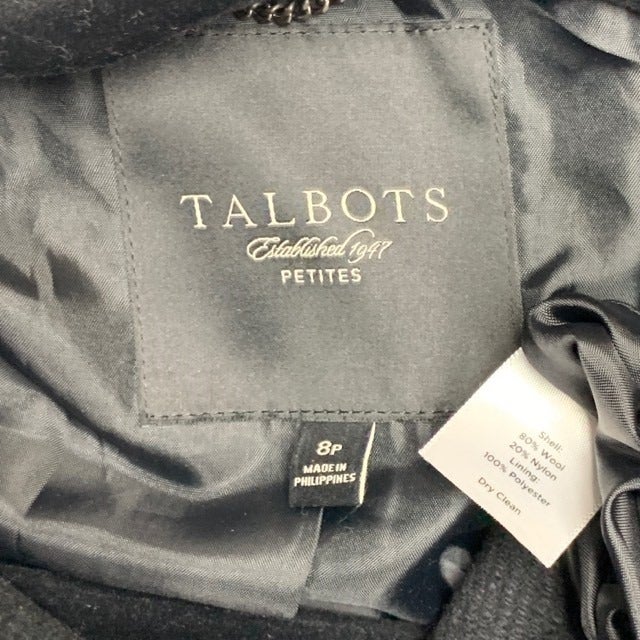 TALBOTS
Established 1947
PETITES
8P
MADE IN
PHILIPPINES
Shell:
80% Wool
20% Nylon
Lining:
100% Polyester
Dry Clean